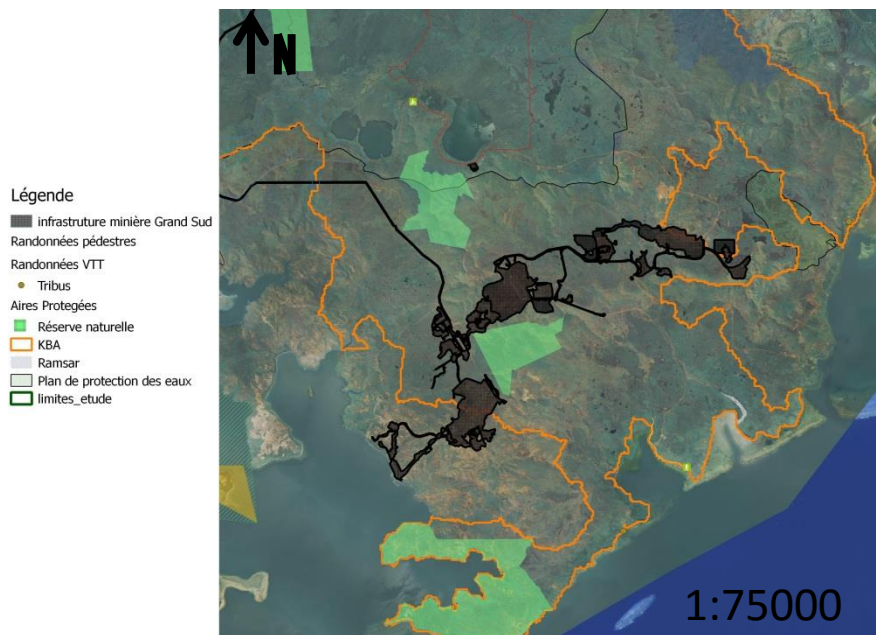 N
Légende
infrastruture minière Grand Sud
Randonnées pédestres
Randonnées VTT
Tribus
Aires Protegées
Réserve naturelle
KBA
Ramsar
Plan de protection des eaux
limites_etude
1:75000